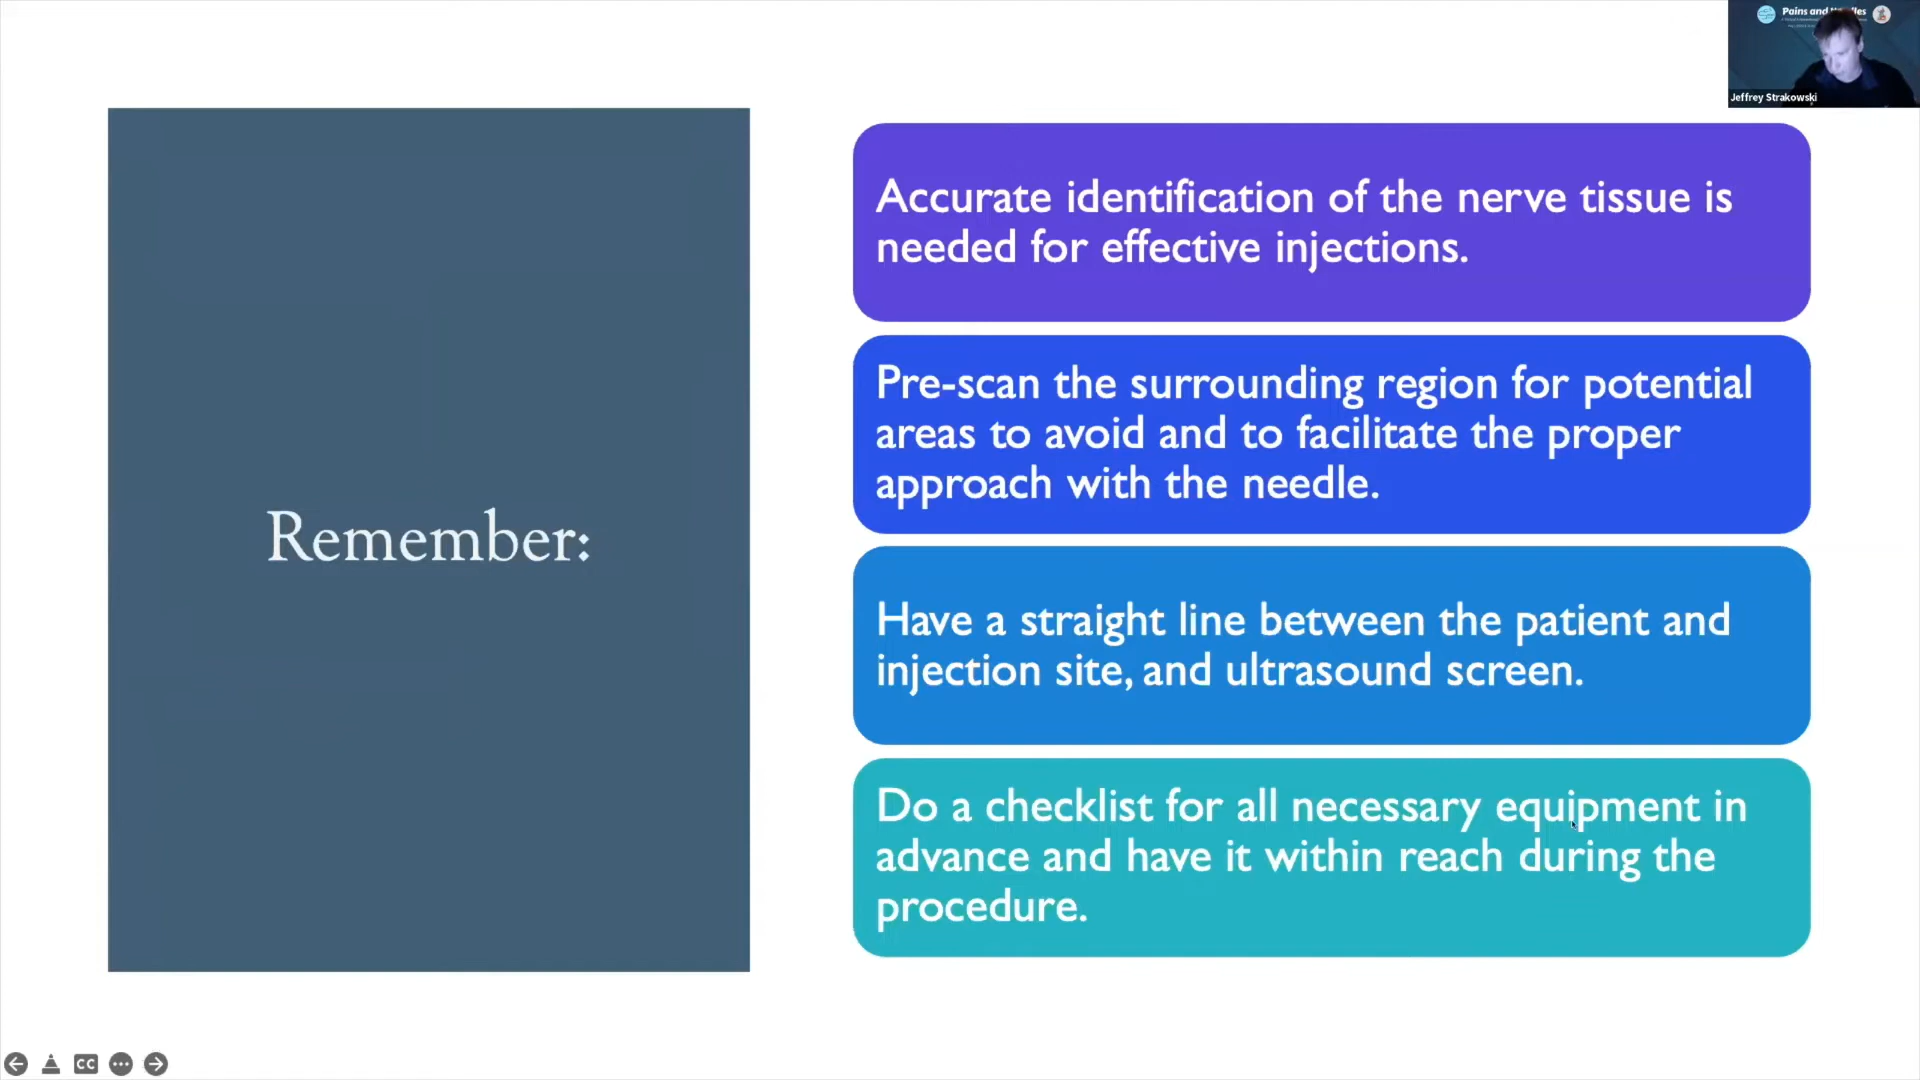 Pains and
Jeffrey Strakowski
Remember:
Accurate identification of the nerve tissue is
needed for effective injections.
Pre-scan the surrounding region for potential
areas to avoid and to facilitate the proper
approach with the needle.
Have a straight line between the patient and
injection site, and ultrasound screen.
Do a checklist for all necessary equipment in
advance and have it within reach during the
procedure.
CC